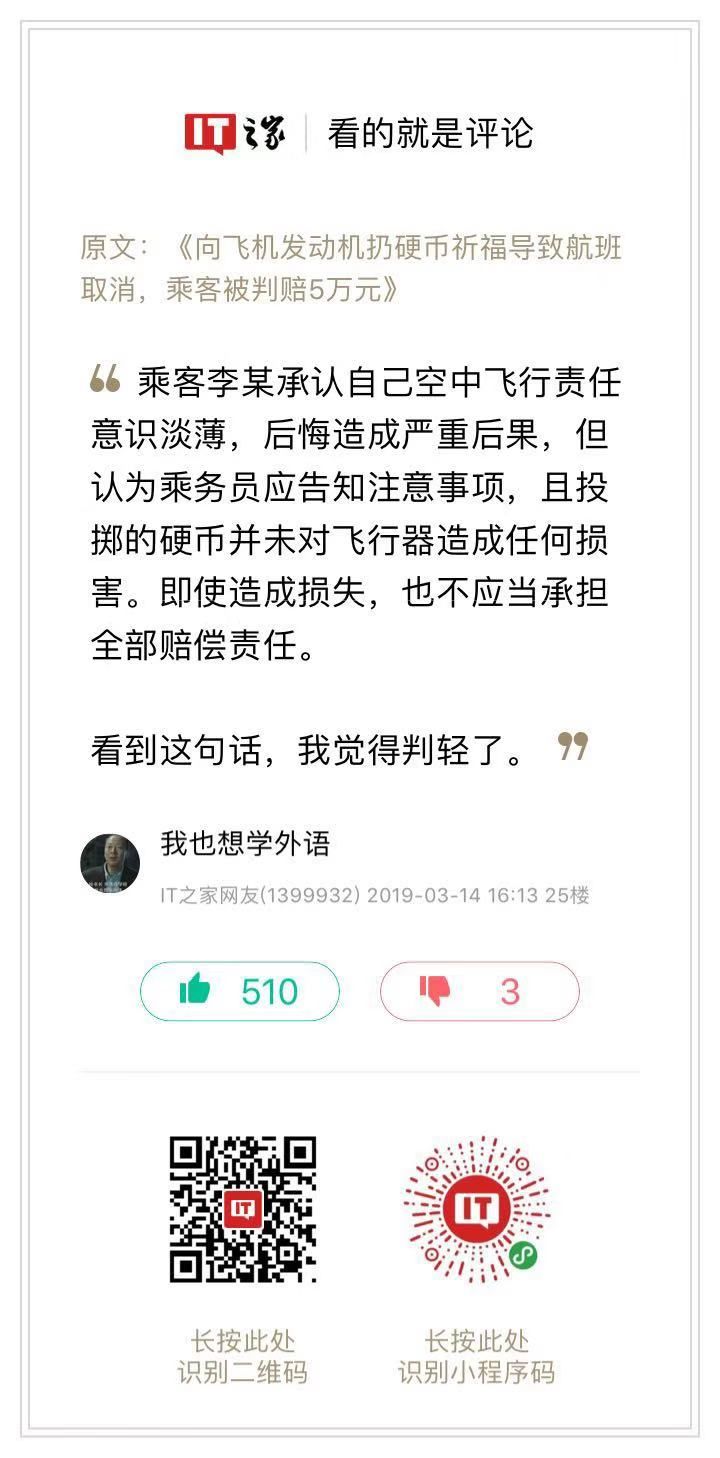 IT之家 | 看的就是评论
原文：《向飞机发动机扔硬币祈福导致航班
取消，乘客被判赔5万元》
“ 乘客李某承认自己空中飞行责任
意识淡薄，后悔造成严重后果，但
认为乘务员应告知注意事项，且投
掷的硬币并未对飞行器造成任何损
害。即使造成损失，也不应当承担
全部赔偿责任。
看到这句话，我觉得判轻了。 ”
我也想学外语
IT之家网友(1399932) 2019-03-14 16:13 25楼
510 3
IT IT
长按此处 长按此处
识别二维码 识别小程序码